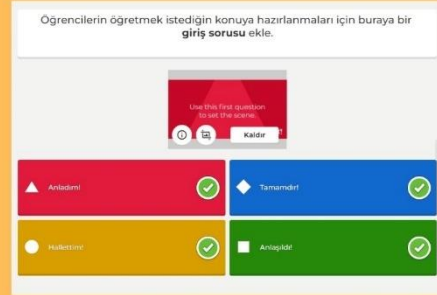 Öğrencilerin öğretmek istediğin konuya hazırlanmaları için buraya bir
giriş sorusu ekle.
Use this first question
to set the scene.
Kaldır
Anladım!
Tamamdır!
Hallettim!
Anlaşıldı!